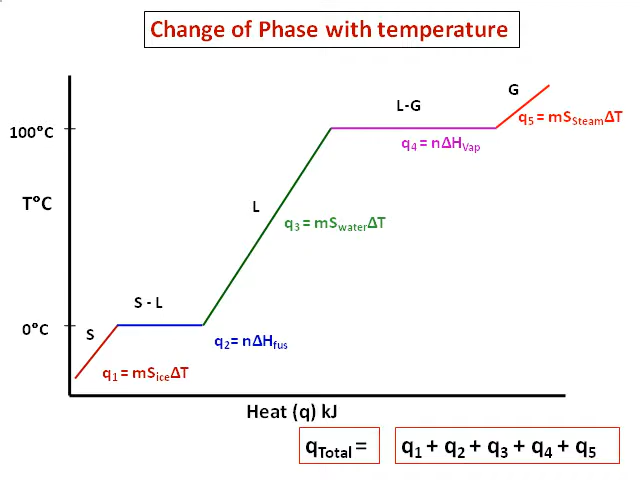 Change of Phase with temperature
G
L-G
100°C
q5 = mSSteamΔT
q4 = nΔHVap
T°C
L
q3 = mSwaterΔT
S - L
0°C
S
q2= nΔHfus
q1 = mSiceΔT
Heat (q) kJ
qTotal =
q1 + q2 + q3 + q4 + q5